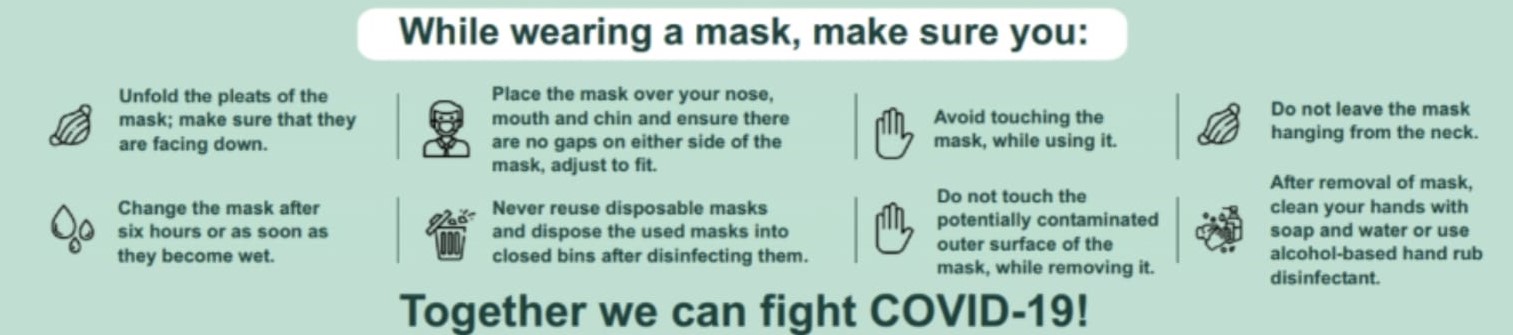 While wearing a mask, make sure you:
Unfold the pleats of the
mask; make sure that they
are facing down.
Place the mask over your nose,
mouth and chin and ensure there
are no gaps on either side of the
mask, adjust to fit.
Avoid touching the
mask, while using it.
Do not leave the mask
hanging from the neck.
Change the mask after
six hours or as soon as
they become wet.
Never reuse disposable masks
and dispose the used masks into
closed bins after disinfecting them.
Do not touch the
potentially contaminated
outer surface of the
mask, while removing it.
After removal of mask,
clean your hands with
soap and water or use
alcohol-based hand rub
disinfectant.
Together we can fight COVID-19!